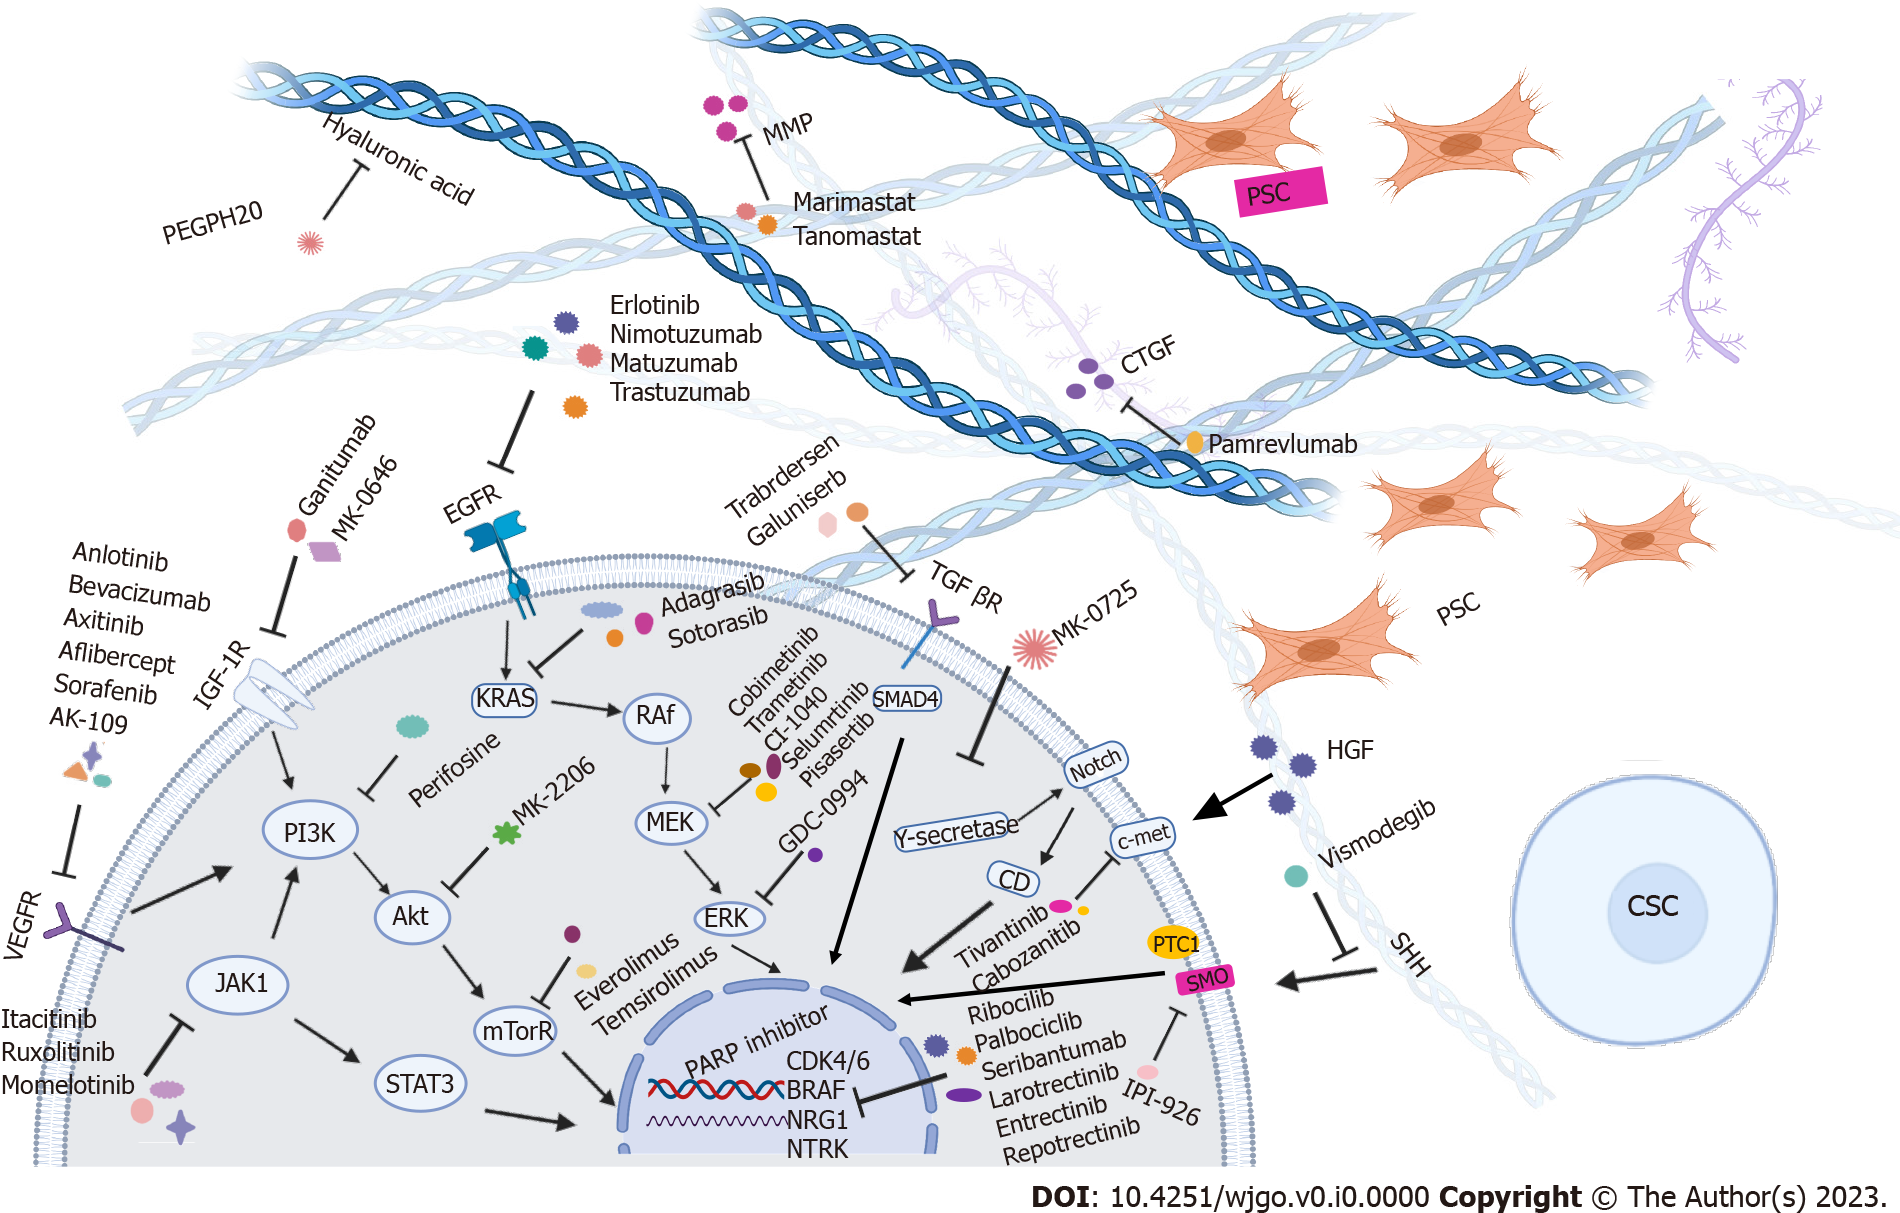 Hyaluronic acid
PEGPH20
MMP
Marimastat
Tanomastat
PSC
Erlotinib
Nimotuzumab
Matuzumab
Trastuzumab
CTGF
Pamrevlumab
Ganitumab
MK-0646
EGFR
Trabrdersen
Galuniserb
TGF βR
MK-0725
PSC
Anlotinib
Bevacizumab
Axitinib
Aflibercept
Sorafenib
AK-109
IGF-1R
Adagrasib
Sotorasib
KRAS
RAf
Cobimetinib
Trametinib
CI-1040
Selumrtinib
Pisasertib
SMAD4
Perifosine
MK-2206
PI3K
MEK
GDC-0994
Notch
Y-secretase
c-met
HGF
Vismodegib
CD
VEGFR
Akt
ERK
Tivantinib
Cabozanitib
PTC1
SMO
SHH
CSC
JAK1
Everolimus
Temsirolimus
mTorR
Itacitinib
Ruxolitinib
Momelotinib
STAT3
PARP inhibitor
CDK4/6
BRAF
NRG1
NTRK
Ribocilib
Palbociclib
Seribantumab
Larotrectinib
Entrectinib
Repotrectinib
IPI-926
DOI: 10.4251/wjgo.v0.i0.0000 Copyright © The Author(s) 2023.